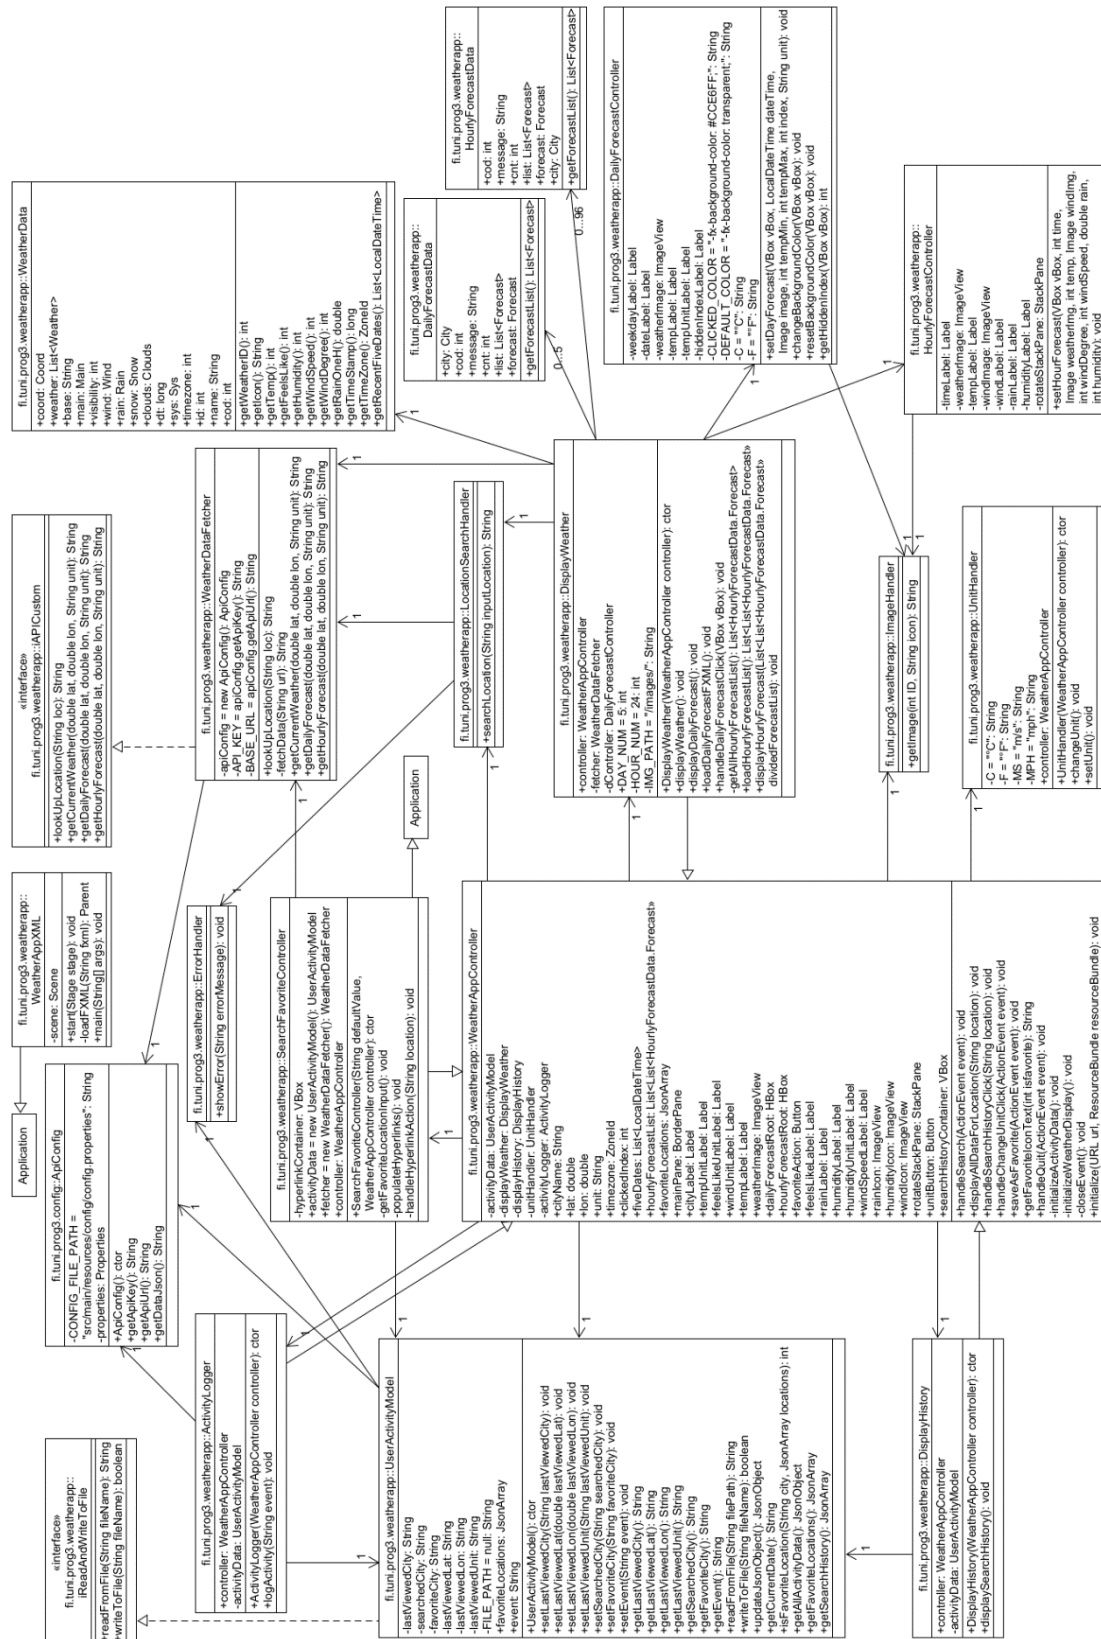 «interface»
fi.tuni.prog3.weatherapp::
iReadAndWriteToFile
+readFromFile(String fileName): String
+writeToFile(String fileName): boolean
Application
fi.tuni.prog3.weatherapp::
WeatherAppXML
-scene: Scene
+start(Stage stage): void
-loadFXML(String fxml): Parent
+main(String[] args): void
«interface»
fi.tuni.prog3.weatherapp::iAPICustom
+lookUpLocation(String loc): String
+getCurrentWeather(double lat, double lon, String unit): String
+getDailyForecast(double lat, double lon, String unit): String
+getHourlyForecast(double lat, double lon, String unit): String
fi.tuni.prog3.weatherapp::WeatherData
+coord: Coord
+weather: List<Weather>
+base: String
+main: Main
+visibility: int
+wind: Wind
+rain: Rain
+snow: Snow
+clouds: Clouds
+dt: long
+sys: Sys
+timezone: int
+id: int
+name: String
+cod: int
+getWeatherID(): int
+getIcon(): String
+getTemp(): int
+getFeelsLike(): int
+getHumidity(): int
+getWindSpeed(): int
+getWindDegree(): int
+getRainOneH(): double
+getTimeStamp(): long
+getTimeZone(): ZoneId
+getRecentFiveDates(): List<LocalDateTime>
fi.tuni.prog3.config::ApiConfig
-CONFIG_FILE_PATH =
"src/main/resources/config/config.properties": String
-properties: Properties
+ApiConfig(): ctor
+getApiKey(): String
+getApiUrl(): String
+getDataJson(): String
1
1
1
fi.tuni.prog3.weatherapp::ErrorHandler
+showError(String errorMessage): void
1
1
fi.tuni.prog3.weatherapp::WeatherDataFetcher
-apiConfig = new ApiConfig(): ApiConfig
-API_KEY = apiConfig.getApiKey(): String
-BASE_URL = apiConfig.getApiUrl(): String
+lookUpLocation(String loc): String
-fetchData(String url): String
+getCurrentWeather(double lat, double lon, String unit): String
+getDailyForecast(double lat, double lon, String unit): String
+getHourlyForecast(double lat, double lon, String unit): String
1
1
1
1
fi.tuni.prog3.weatherapp::
DailyForecastData
+city: City
+cod: int
+message: String
+cnt: int
+list: List<Forecast>
+forecast: Forecast
+getForecastList(): List<Forecast>
0...5
fi.tuni.prog3.weatherapp::
HourlyForecastData
+cod: int
+message: String
+cnt: int
+list: List<Forecast>
+forecast: Forecast
+city: City
+getForecastList(): List<Forecast>
0...96
fi.tuni.prog3.weatherapp::ActivityLogger
+controller: WeatherAppController
-activityData: UserActivityModel
+ActivityLogger(WeatherAppController controller): ctor
+logActivity(String event): void
1
fi.tuni.prog3.weatherapp::SearchFavoriteController
-hyperlinkContainer: VBox
+activityData = new UserActivityModel(): UserActivityModel
+fetcher = new WeatherDataFetcher(): WeatherDataFetcher
+controller: WeatherAppController
+SearchFavoriteController(String defaultValue,
WeatherAppController controller): ctor
-getFavoriteLocationInput(): void
-populateHyperlinks(): void
-handleHyperlinkAction(String location): void
1
Application
fi.tuni.prog3.weatherapp::LocationSearchHandler
+searchLocation(String inputLocation): String
1
1
fi.tuni.prog3.weatherapp::UserActivityModel
-lastViewedCity: String
-searchedCity: String
-favoriteCity: String
-lastViewedLat: String
-lastViewedLon: String
-lastViewedUnit: String
-FILE_PATH = null: String
+favoriteLocations: JsonArray
+event: String
+UserActivityModel(): ctor
+setLastViewedCity(String lastViewedCity): void
+setLastViewedLat(double lastViewedLat): void
+setLastViewedLon(double lastViewedLon): void
+setLastViewedUnit(String lastViewedUnit): void
+setSearchedCity(String searchedCity): void
+setFavoriteCity(String favoriteCity): void
+setEvent(String event): void
+getLastViewedCity(): String
+getLastViewedLat(): String
+getLastViewedLon(): String
+getLastViewedUnit(): String
+getSearchedCity(): String
+getFavoriteCity(): String
+getEvent(): String
+readFromFile(String filePath): String
+writeToFile(String fileName): boolean
+updateJsonObject(): JsonObject
+getCurrentDate(): String
+isFavoriteLocation(String city, JsonArray locations): int
+getAllActivityData(): JsonObject
+getFavoriteLocations(): JsonArray
+getSearchHistory(): JsonArray
1
1
1
1
fi.tuni.prog3.weatherapp::WeatherAppController
-activityData: UserActivityModel
-displayWeather: DisplayWeather
-displayHistory: DisplayHistory
-unitHandler: UnitHandler
-activityLogger: ActivityLogger
+cityName: String
+lat: double
+lon: double
+unit: String
+timezone: ZoneId
+clickedIndex: int
+fiveDates: List<LocalDateTime>
+hourlyForecastList: List<List<HourlyForecastData.Forecast»
+favoriteLocations: JsonArray
+mainPane: BorderPane
+cityLabel: Label
+tempUnitLabel: Label
+feelsLikeUnitLabel: Label
+windUnitLabel: Label
+tempLabel: Label
+weatherImage: ImageView
+dailyForecastRoot: HBox
+hourlyForecastRoot: HBox
+favoriteAction: Button
+feelsLikeLabel: Label
+rainLabel: Label
+humidityLabel: Label
+humidityUnitLabel: Label
+windSpeedLabel: Label
+rainIcon: ImageView
+humidityIcon: ImageView
+windIcon: ImageView
+rotateStackPane: StackPane
+unitButton: Button
+searchHistoryContainer: VBox
+handleSearch(ActionEvent event): void
+displayAllDataForLocation(String location): void
+handleSearchHistoryClick(String location): void
+handleChangeUnitClick(ActionEvent event): void
+saveAsFavorite(ActionEvent event): void
+getFavoriteIconText(int isfavorite): String
+handleQuit(ActionEvent event): void
-initializeActivityData(): void
-initializeWeatherDisplay(): void
-closeEvent(): void
+initialize(URL url, ResourceBundle resourceBundle): void
fi.tuni.prog3.weatherapp::DisplayWeather
+controller: WeatherAppController
-fetcher: WeatherDataFetcher
-dController: DailyForecastController
+DAY_NUM = 5: int
-HOUR_NUM = 24: int
-IMG_PATH = "/images/": String
+DisplayWeather(WeatherAppController controller): ctor
+displayWeather(): void
+displayDailyForecast(): void
+loadDailyForecastFXML(): void
+handleDailyForecastClick(VBox vBox): void
-getAllHourlyForecastList(): List<HourlyForecastData.Forecast>
+loadHourlyForecastList(): List<List<HourlyForecastData.Forecast»
+displayHourlyForecast(List<List<HourlyForecastData.Forecast»
dividedForecastList): void
1
fi.tuni.prog3.weatherapp::DailyForecastController
-weekdayLabel: Label
-dateLabel: Label
-weatherImage: ImageView
-tempLabel: Label
-tempUnitLabel: Label
-hiddenIndexLabel: Label
-CLICKED_COLOR = "-fx-background-color: #CCE6FF;": String
-DEFAULT_COLOR = "-fx-background-color: transparent;": String
-C = "°C": String
-F = "°F": String
+setDayForecast(VBox vBox, LocalDateTime dateTime,
Image image, int tempMin, int tempMax, int index, String unit): void
+changeBackgroundColor(VBox vBox): void
+resetBackgroundColor(VBox vBox): void
+getHiddenIndex(VBox vBox): int
1
fi.tuni.prog3.weatherapp::DisplayHistory
+controller: WeatherAppController
-activityData: UserActivityModel
+DisplayHistory(WeatherAppController controller): ctor
+displaySearchHistory(): void
1
fi.tuni.prog3.weatherapp::ImageHandler
+getImage(int ID, String icon): String
1
1
1
fi.tuni.prog3.weatherapp::UnitHandler
-C = "°C": String
-F = "°F": String
-MS = "m/s": String
-MPH = "mph": String
+controller: WeatherAppController
+UnitHandler(WeatherAppController controller): ctor
+changeUnit(): void
+setUnit(): void
1
fi.tuni.prog3.weatherapp::
HourlyForecastController
-timeLabel: Label
-weatherImage: ImageView
-tempLabel: Label
-windImage: ImageView
-windLabel: Label
-rainLabel: Label
-humidityLabel: Label
-rotateStackPane: StackPane
+setHourForecast(VBox vBox, int time,
Image weatherImg, int temp, Image windImg,
int windDegree, int windSpeed, double rain,
int humidity): void
1